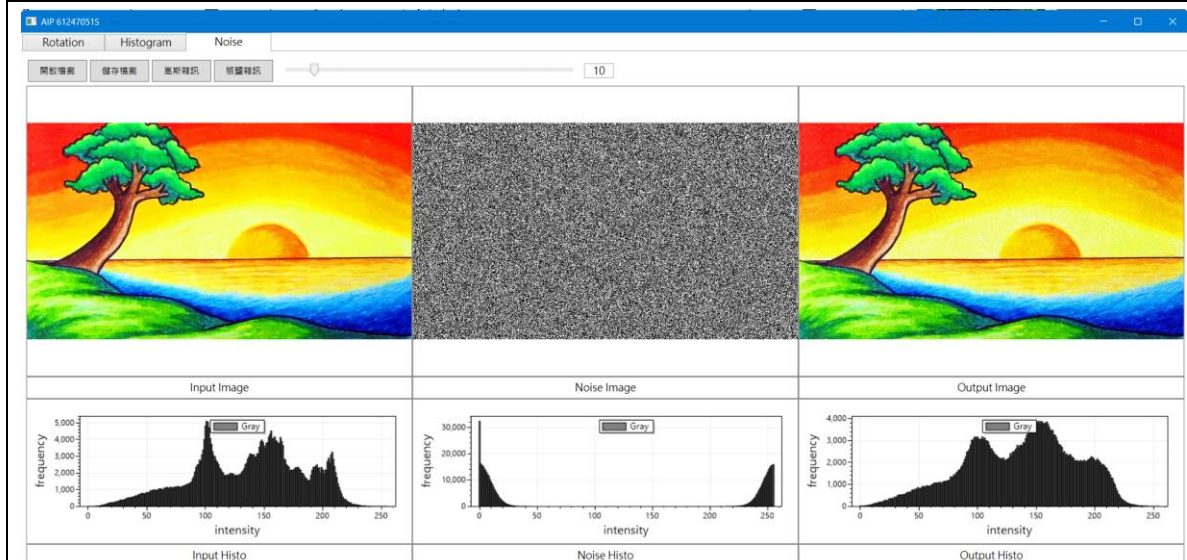 AIP 61247051S
Rotation Histogram Noise
開啟檔案 儲存檔案 高斯雜訊 椒鹽雜訊 10
Input Image Noise Image Output Image
Gray
frequency
5,000
4,000
3,000
2,000
1,000
0
0 50 100 150 200 250
intensity
Gray
frequency
30,000
20,000
10,000
0
0 50 100 150 200 250
intensity
Gray
frequency
4,000
3,000
2,000
1,000
0
0 50 100 150 200 250
intensity
Input Histo Noise Histo Output Histo